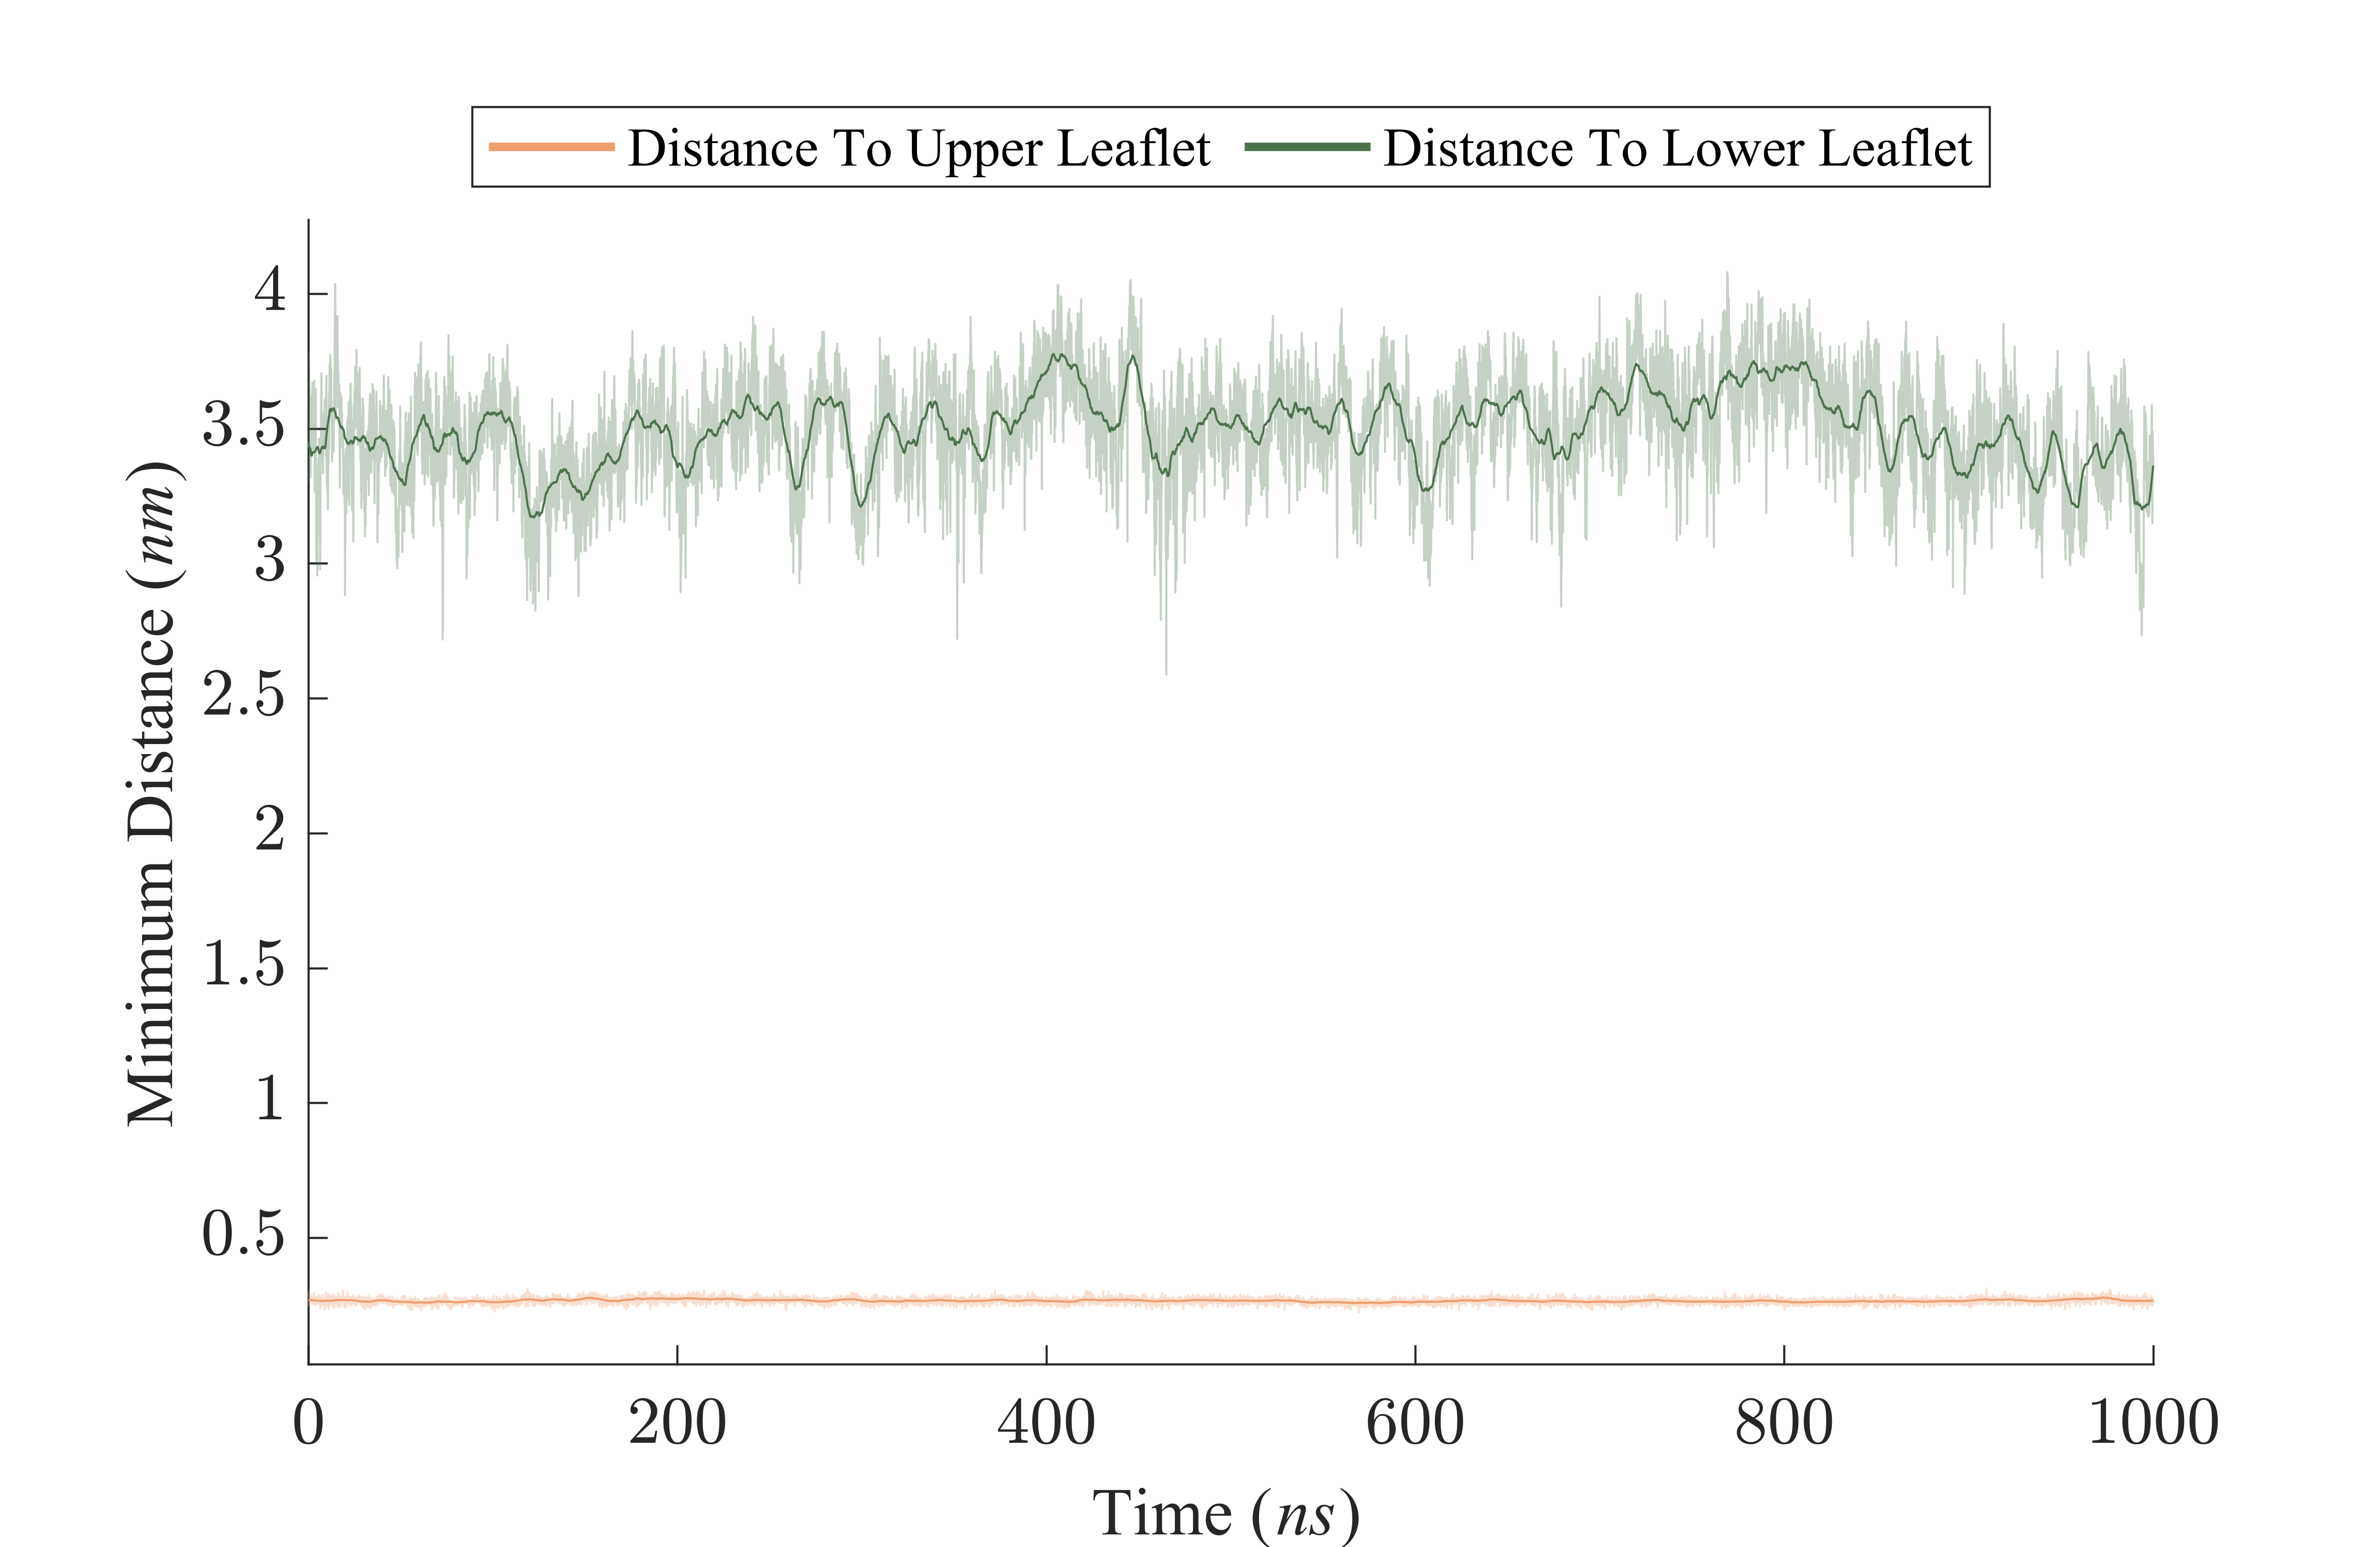 Distance To Upper Leaflet Distance To Lower Leaflet
Minimum Distance (nm)
4
3.5
3
2.5
2
1.5
1
0.5
0 200 400 600 800 1000
Time (ns)